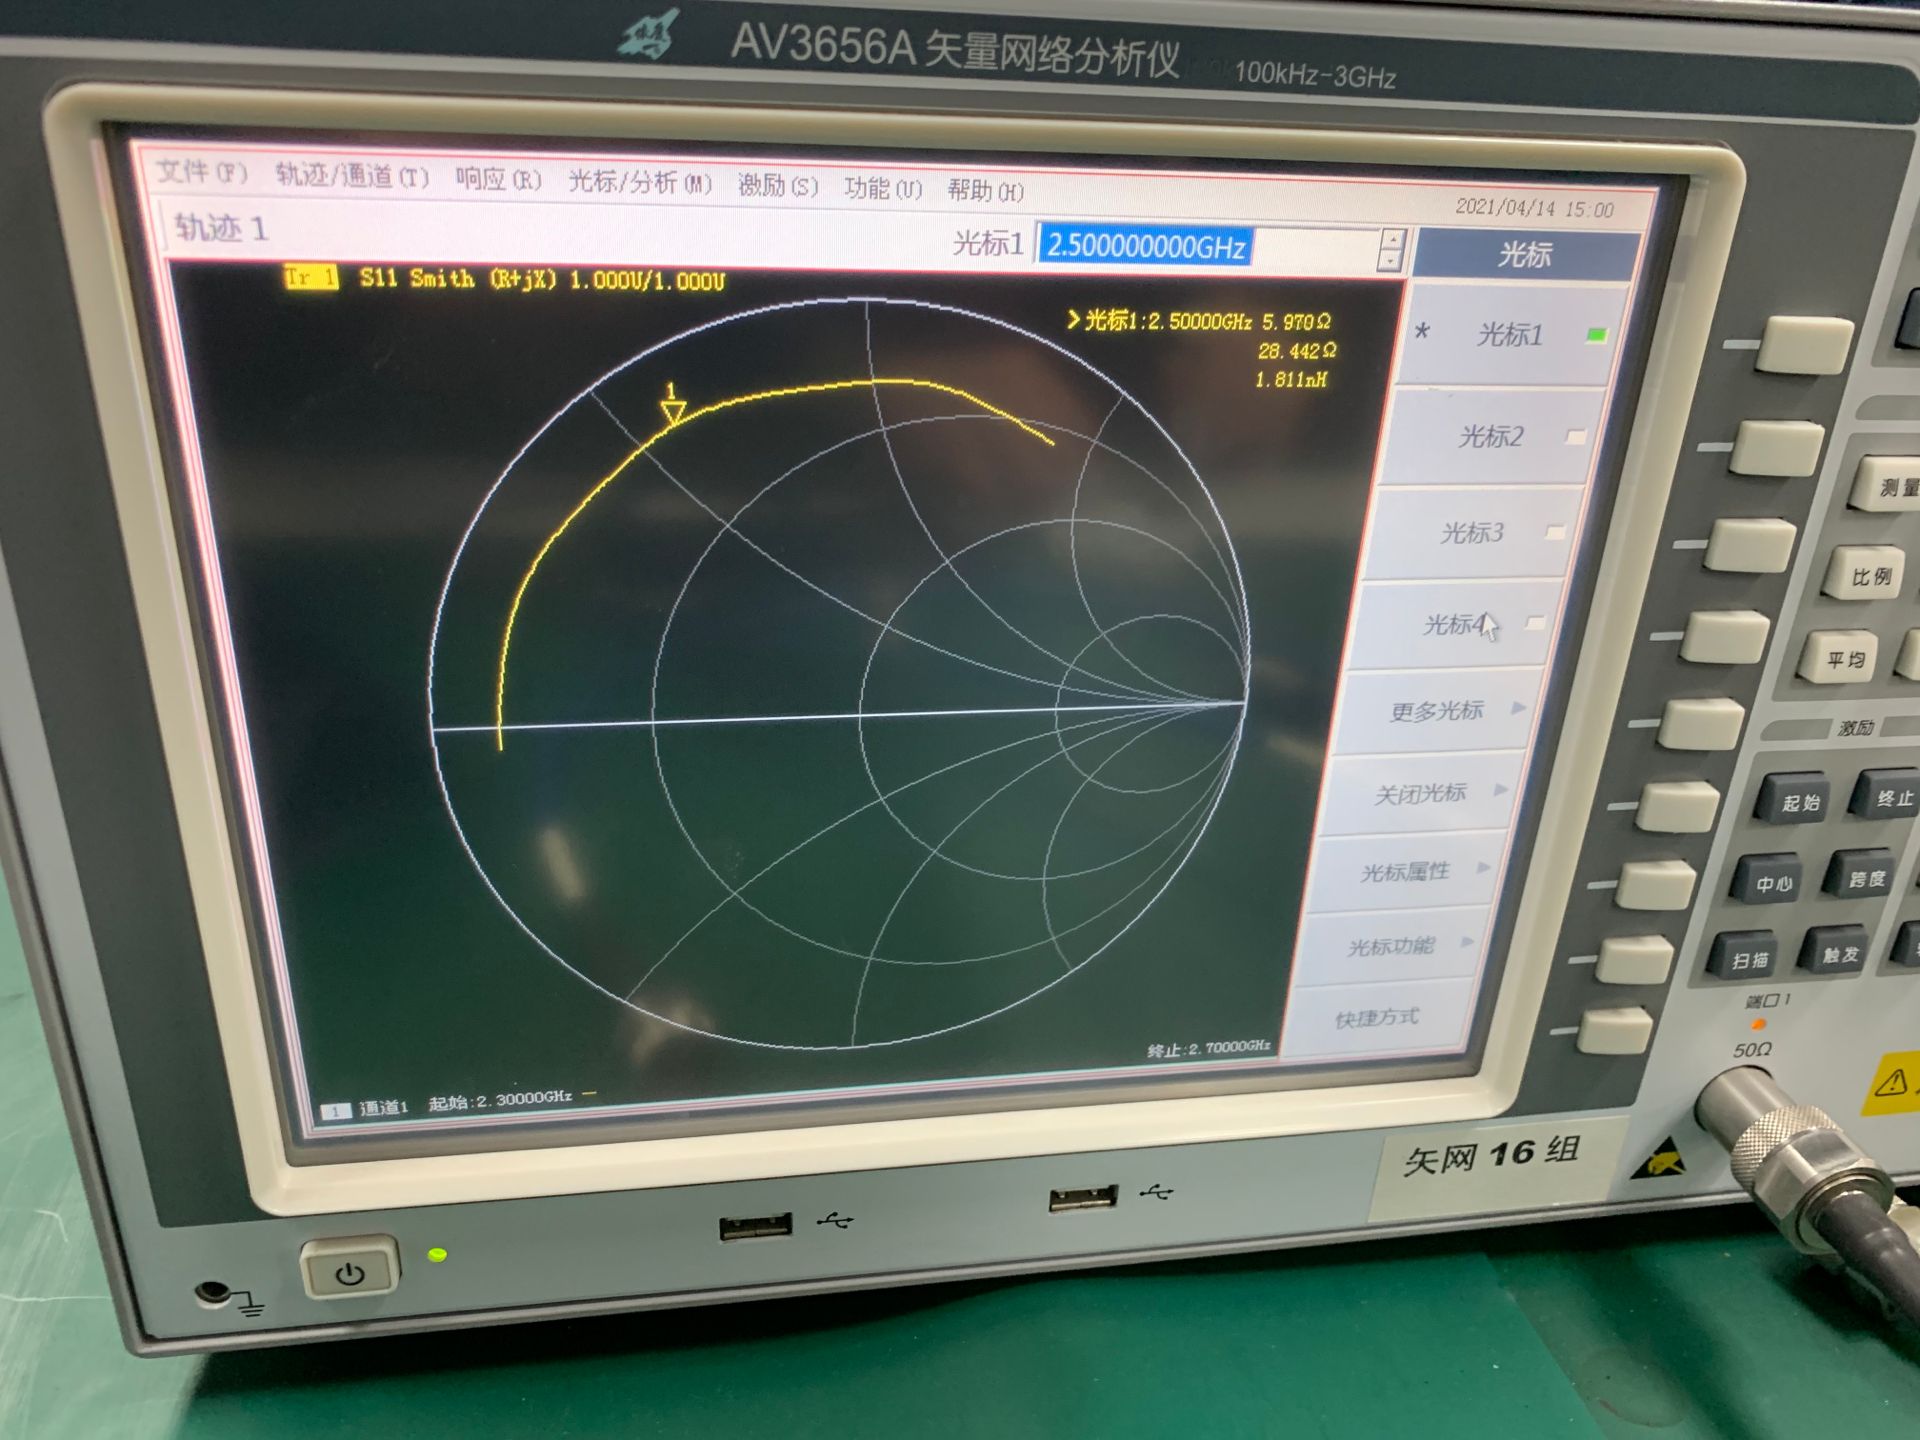 AV3656A 矢量网络分析仪 100kHz-3GHz
文件(F) 轨迹/通道(T) 响应(R) 光标/分析(M) 激励(S) 功能(U) 帮助(H)
2021/04/14 15:00
轨迹 1
光标1 2.500000000GHz
光标
Tr 1 S11 Smith (R+jX) 1.000U/1.000U
>光标1:2.50000GHz 5.970Ω
28.442Ω
1.811nH
1
* 光标1
光标2
光标3
光标4
更多光标
关闭光标
光标属性
光标功能
快捷方式
终止:2.70000GHz
1 通道1 起始:2.30000GHz
测量
比例
平均
激励
起始 终止
中心 跨度
扫描 触发
端口1
50Ω
矢网 16 组